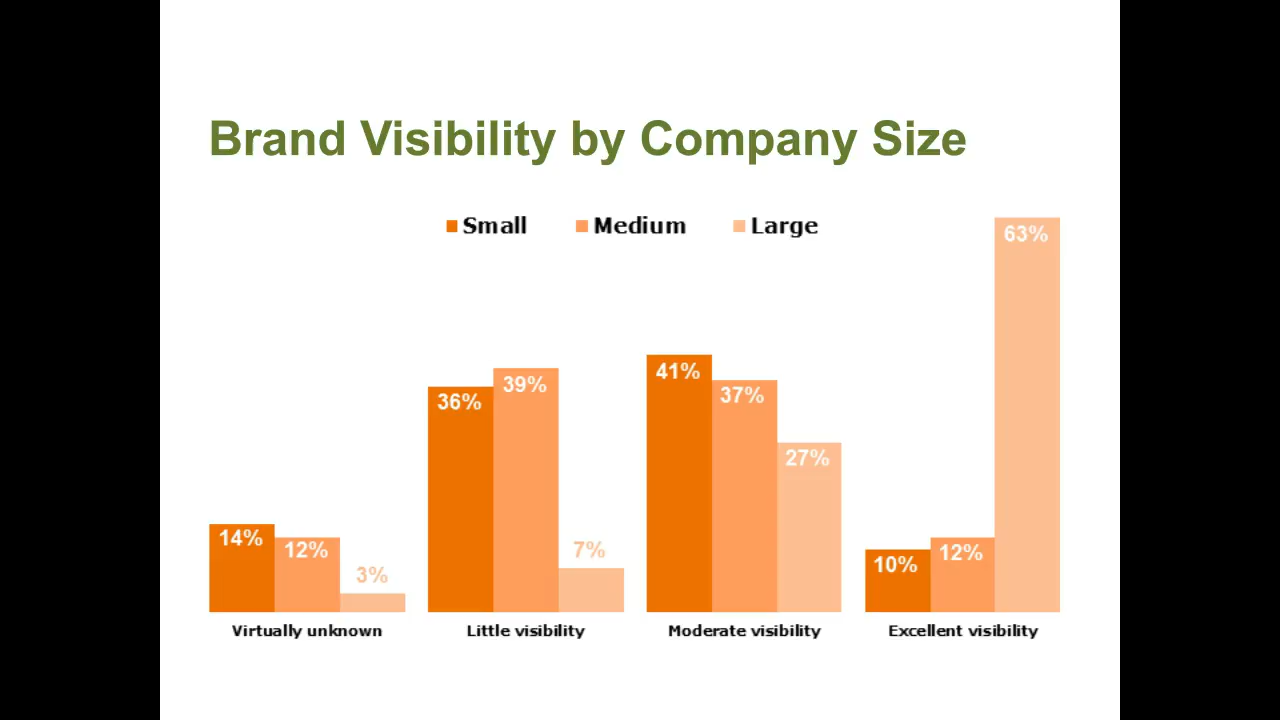 Brand Visibility by Company Size
Small Medium Large
14% 12% 3%
36% 39% 7%
41% 37% 27%
10% 12% 63%
Virtually unknown Little visibility Moderate visibility Excellent visibility